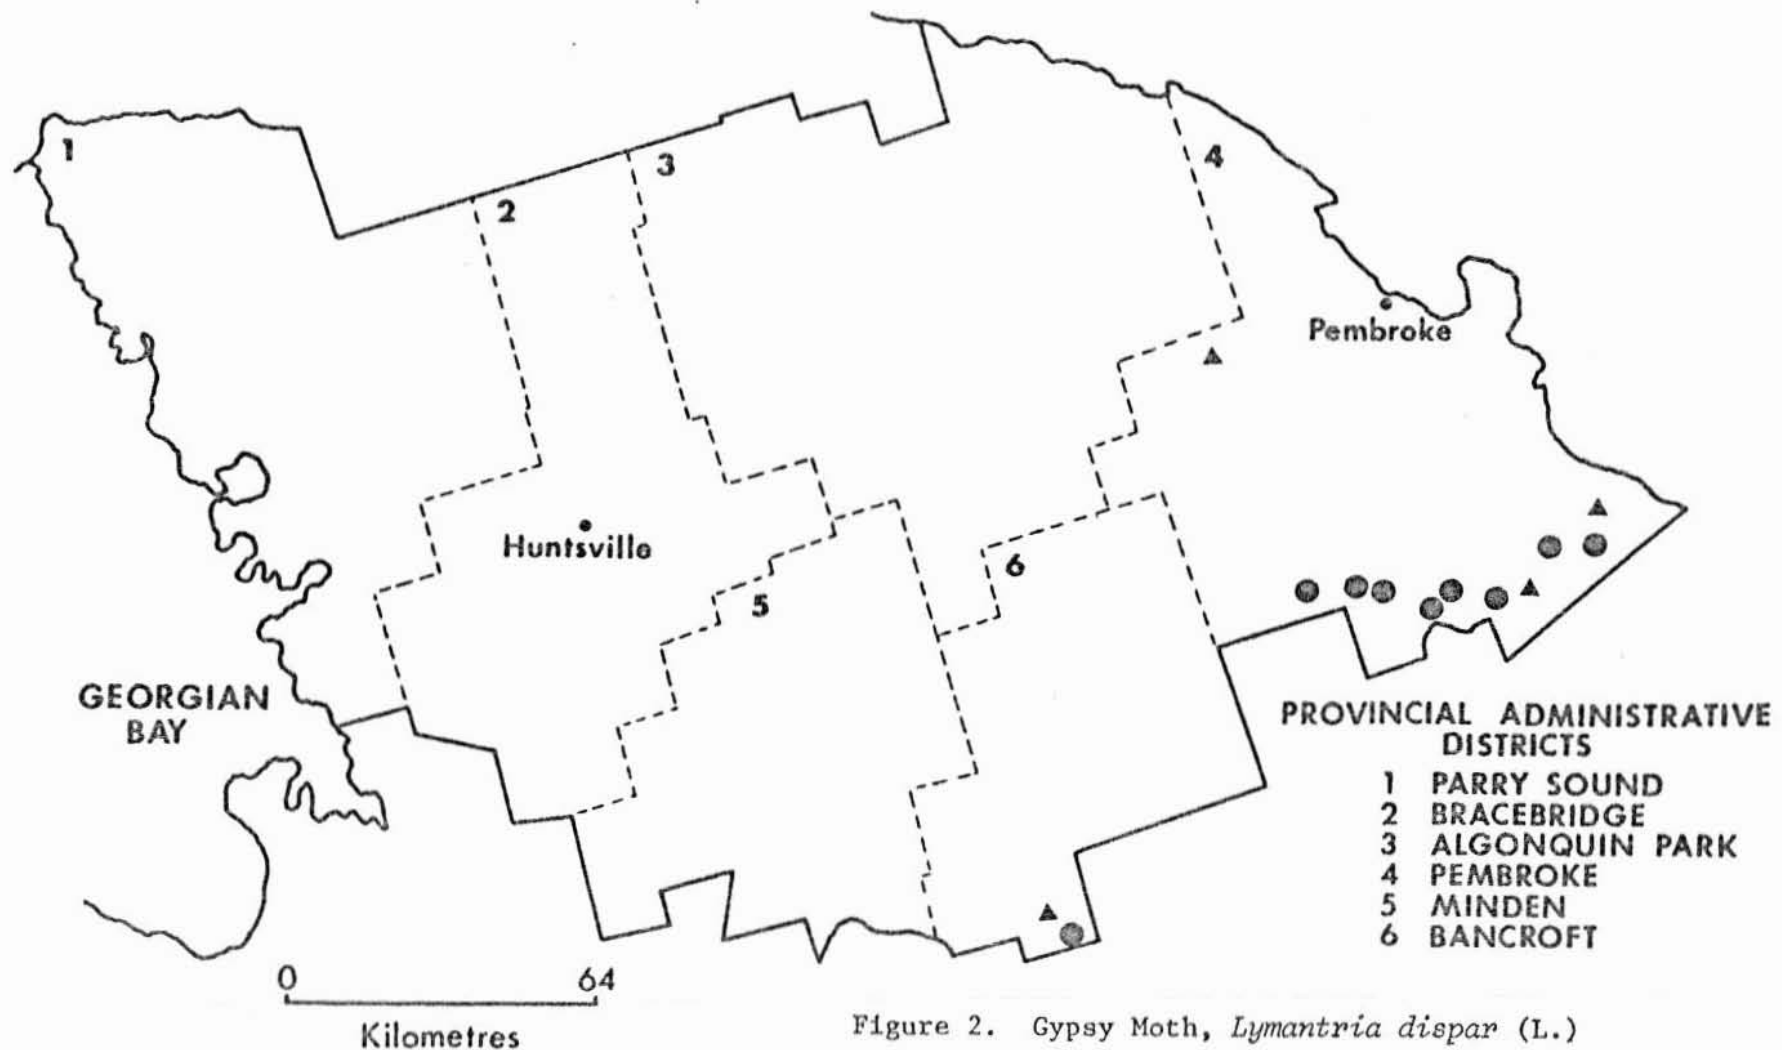 1
2
3
4
Pembroke
Huntsville
5
6
GEORGIAN
BAY
PROVINCIAL ADMINISTRATIVE
DISTRICTS
1 PARRY SOUND
2 BRACEBRIDGE
3 ALGONQUIN PARK
4 PEMBROKE
5 MINDEN
6 BANCROFT
0 64
Kilometres
Figure 2. Gypsy Moth, Lymantria dispar (L.)